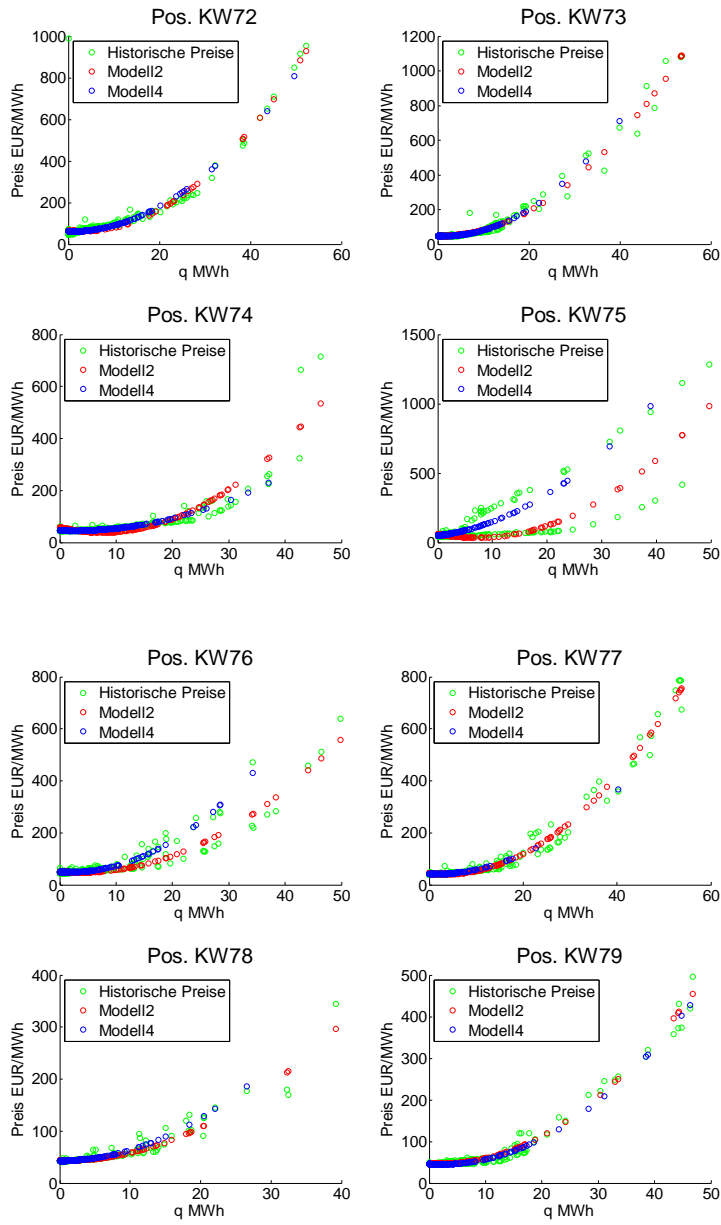 Pos. KW72
Preis EUR/MWh
1000
800
600
400
200
0
0 20 40 60
q MWh
Historische Preise
Modell2
Modell4
Pos. KW73
Preis EUR/MWh
1200
1000
800
600
400
200
0
0 10 20 30 40 50 60
q MWh
Historische Preise
Modell2
Modell4
Pos. KW74
Preis EUR/MWh
800
600
400
200
0
0 10 20 30 40 50
q MWh
Historische Preise
Modell2
Modell4
Pos. KW75
Preis EUR/MWh
1500
1000
500
0
0 10 20 30 40 50
q MWh
Historische Preise
Modell2
Modell4
Pos. KW76
Preis EUR/MWh
800
600
400
200
0
0 10 20 30 40 50
q MWh
Historische Preise
Modell2
Modell4
Pos. KW77
Preis EUR/MWh
800
600
400
200
0
0 20 40 60
q MWh
Historische Preise
Modell2
Modell4
Pos. KW78
Preis EUR/MWh
400
300
200
100
0
0 10 20 30 40
q MWh
Historische Preise
Modell2
Modell4
Pos. KW79
Preis EUR/MWh
500
400
300
200
100
0
0 10 20 30 40 50
q MWh
Historische Preise
Modell2
Modell4